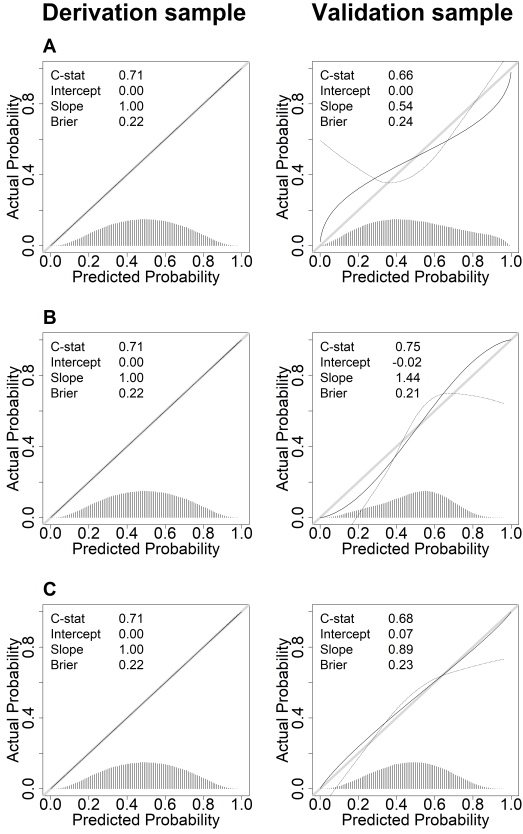 Derivation sample
Validation sample
A
C-stat 0.71
Intercept 0.00
Slope 1.00
Brier 0.22
Actual Probability
0.0 0.4 0.8
0.0 0.2 0.4 0.6 0.8 1.0
Predicted Probability
C-stat 0.66
Intercept 0.00
Slope 0.54
Brier 0.24
Actual Probability
0.0 0.4 0.8
0.0 0.2 0.4 0.6 0.8 1.0
Predicted Probability
B
C-stat 0.71
Intercept 0.00
Slope 1.00
Brier 0.22
Actual Probability
0.0 0.4 0.8
0.0 0.2 0.4 0.6 0.8 1.0
Predicted Probability
C-stat 0.75
Intercept -0.02
Slope 1.44
Brier 0.21
Actual Probability
0.0 0.4 0.8
0.0 0.2 0.4 0.6 0.8 1.0
Predicted Probability
C
C-stat 0.71
Intercept 0.00
Slope 1.00
Brier 0.22
Actual Probability
0.0 0.4 0.8
0.0 0.2 0.4 0.6 0.8 1.0
Predicted Probability
C-stat 0.68
Intercept 0.07
Slope 0.89
Brier 0.23
Actual Probability
0.0 0.4 0.8
0.0 0.2 0.4 0.6 0.8 1.0
Predicted Probability